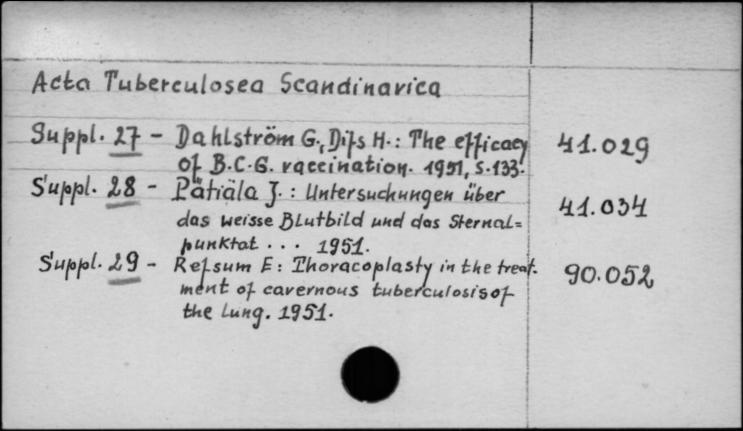 Acta Tuberculosea Scandinavica
Suppl. 27 - Dahlström G., Difs H.: The efficacy 41.029
of B.C.G. vaccination. 1951, S.133.
Suppl. 28 - Pätiäla J.: Untersuchungen über 41.034
das weisse Blutbild und das Sternal=
punktat ... 1951.
Suppl. 29 - Refsum E: Thoracoplasty in the treat- 90.052
ment of cavernous tuberculosis of
the Lung. 1951.